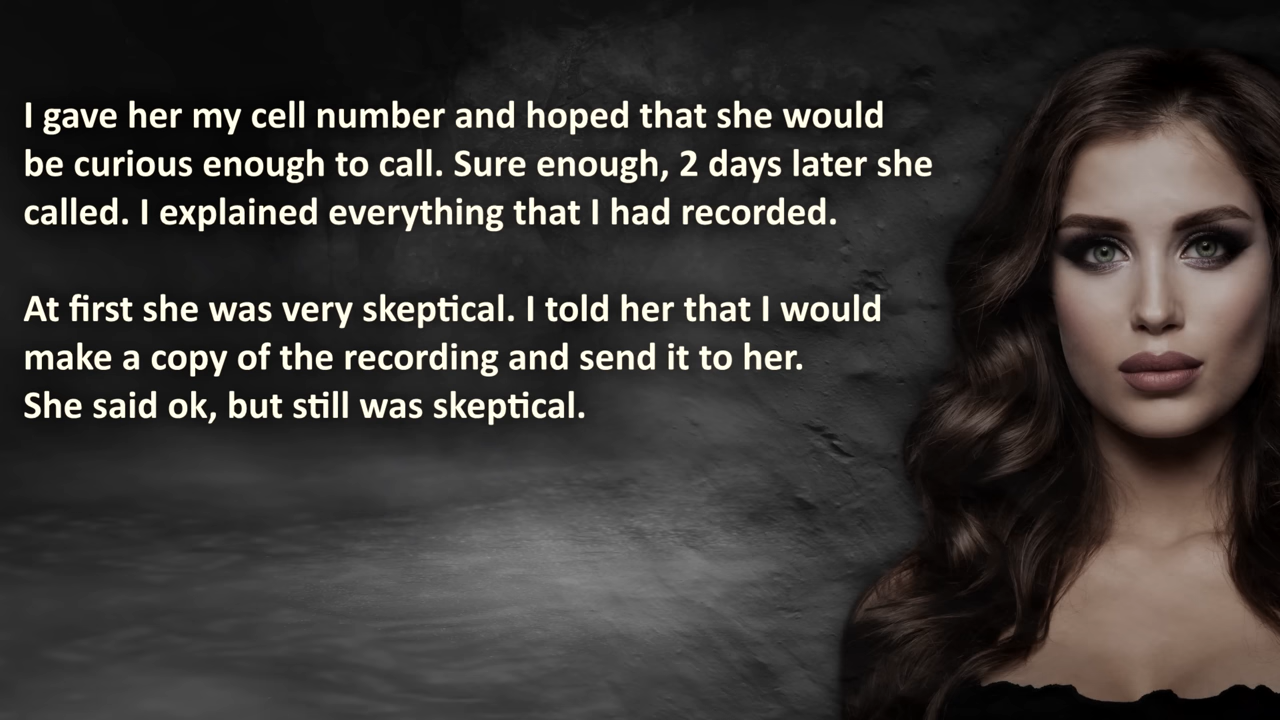 I gave her my cell number and hoped that she would
be curious enough to call. Sure enough, 2 days later she
called. I explained everything that I had recorded.
At first she was very skeptical. I told her that I would
make a copy of the recording and send it to her.
She said ok, but still was skeptical.